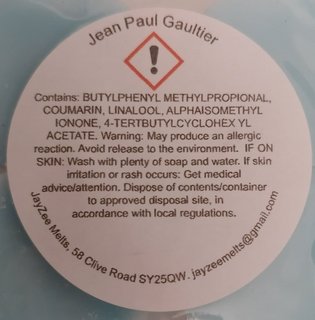 Jean Paul Gaultier
Contains: BUTYLPHENYL METHYLPROPIONAL,
COUMARIN, LINALOOL, ALPHAISOMETHYL
IONONE, 4-TERTBUTYLCYCLOHEX YL
ACETATE. Warning: May produce an allergic
reaction. Avoid release to the environment. IF ON
SKIN: Wash with plenty of soap and water. If skin
irritation or rash occurs: Get medical
advice/attention. Dispose of contents/container
to approved disposal site, in
accordance with local regulations.
JayZee Melts, 58 Clive Road SY25QW. jayzeemelts@gmail.com